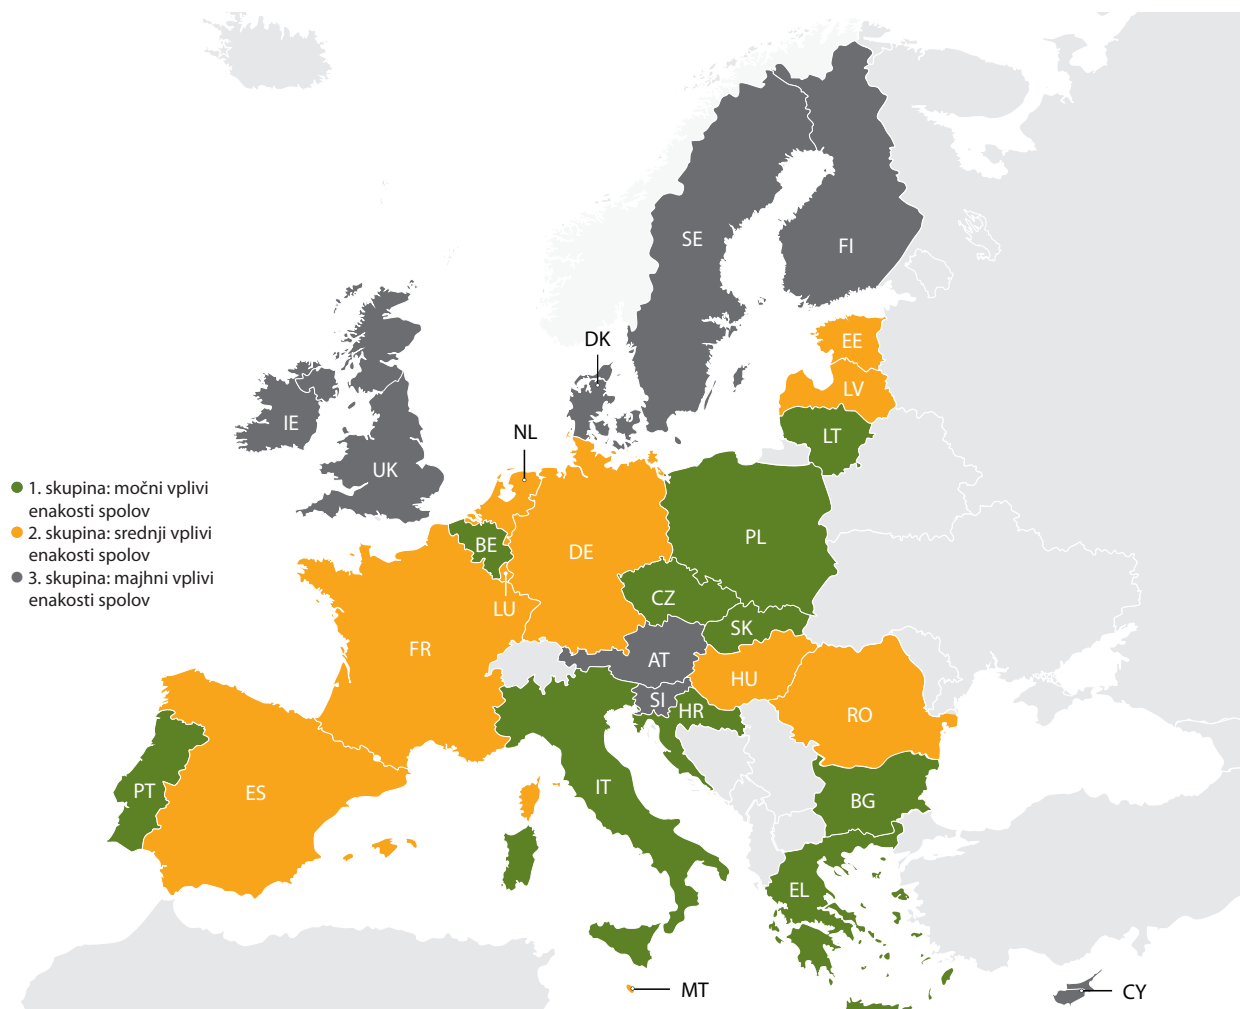 SE
FI
DK
EE
LV
LT
IE
UK
NL
1. skupina: močni vplivi
enakosti spolov
2. skupina: srednji vplivi
enakosti spolov
3. skupina: majhni vplivi
enakosti spolov
BE
DE
PL
LU
CZ
SK
FR
AT
HU
SI
HR
RO
PT
ES
IT
BG
EL
MT
CY